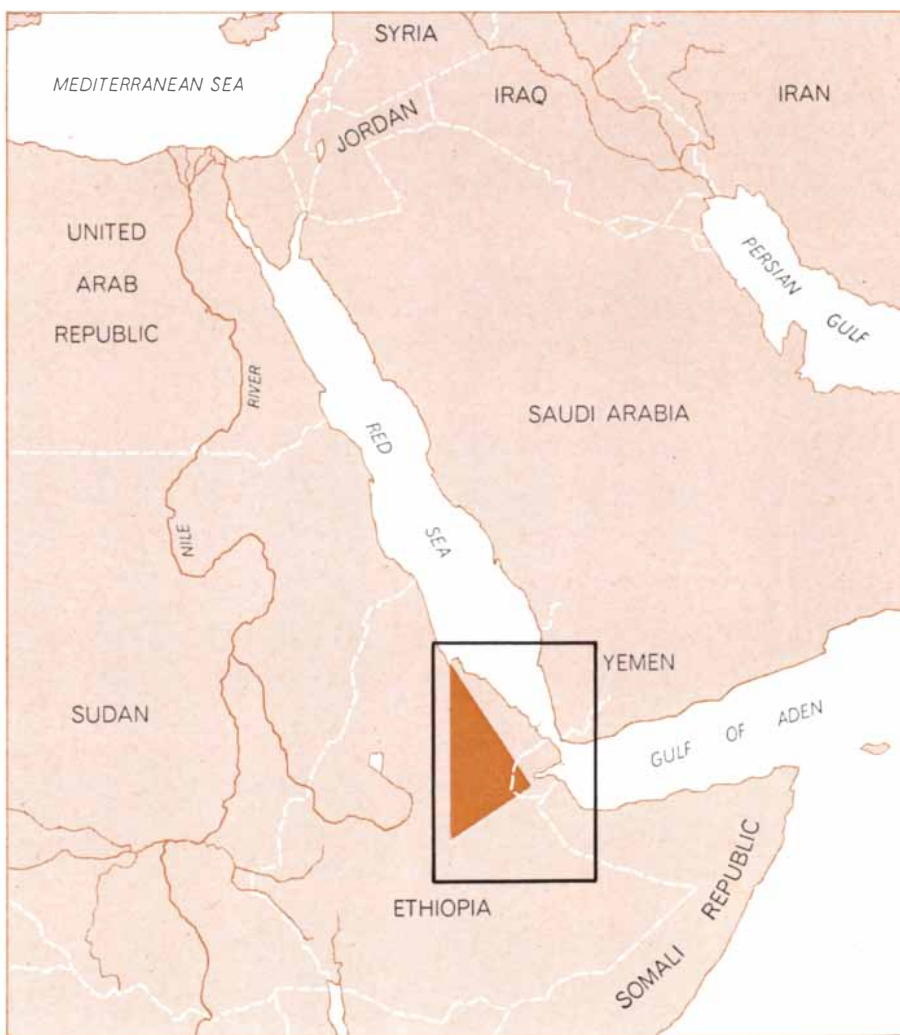 SYRIA
MEDITERRANEAN SEA
IRAQ
IRAN
JORDAN
UNITED
ARAB
REPUBLIC
PERSIAN
GULF
RIVER
RED
SAUDI ARABIA
NILE
SEA
YEMEN
SUDAN
GULF OF ADEN
ETHIOPIA
SOMALI REPUBLIC